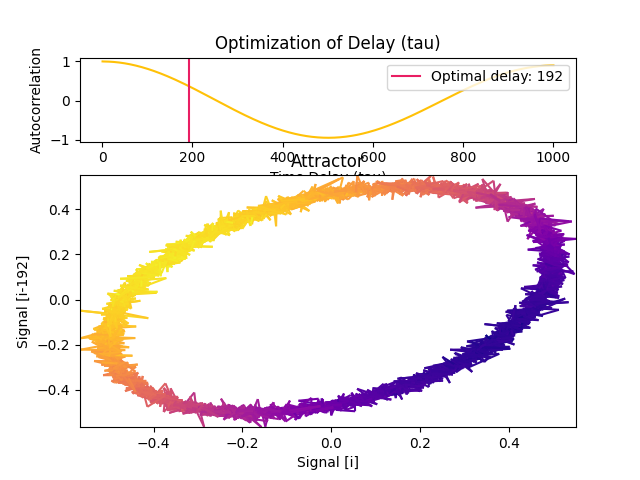 Optimization of Delay (tau)
Autocorrelation
1
0
−1
Optimal delay: 192
0
200
400
600
800
1000
Time Delay (tau)
Attractor
Signal [i-192]
0.4
0.2
0.0
−0.2
−0.4
−0.4
−0.2
0.0
0.2
0.4
Signal [i]